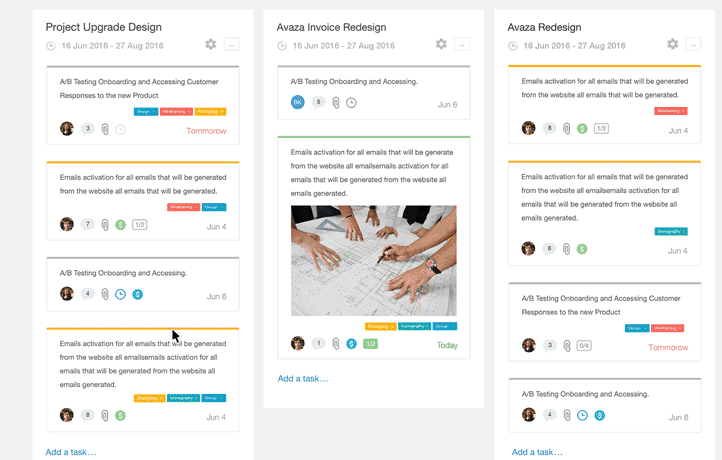 Project Upgrade Design
16 Jun 2016 - 27 Aug 2016
A/B Testing Onboarding and Accessing Customer
Responses to the new Product
Design
Wireframing
Prototyping
3
Tommorow
Emails activation for all emails that will be generated
from the website all emails that will be generated.
Wireframing
Design
7
$
1/2
Jun 4
A/B Testing Onboarding and Accessing.
4
$
Jun 6
Emails activation for all emails that will be generated
from the website all emailsemails activation for all
emails that will be generated from the website all
emails generated.
8
$
Jun 4
Add a task…
Avaza Invoice Redesign
16 Jun 2016 - 27 Aug 2016
A/B Testing Onboarding and Accessing.
5
Jun 6
Emails activation for all emails that will be generate
from the website all emailsemails activation for all
emails that will be generated from the website all
emails generated.
Design
1
$
1/2
Today
Add a task…
Avaza Redesign
16 Jun 2016 - 27 Aug 2016
Emails activation for all emails that will be generated
from the website all emails that will be generated.
Wireframing
8
$
1/2
Jun 4
Emails activation for all emails that will be generated
from the website all emailsemails activation for all
emails that will be generated from the website all
emails generated.
8
$
Jun 4
A/B Testing Onboarding and Accessing Customer
Responses to the new Product
Design
Wireframing
3
0/4
Tommorow
A/B Testing Onboarding and Accessing.
4
$
Jun 6
Add a task…